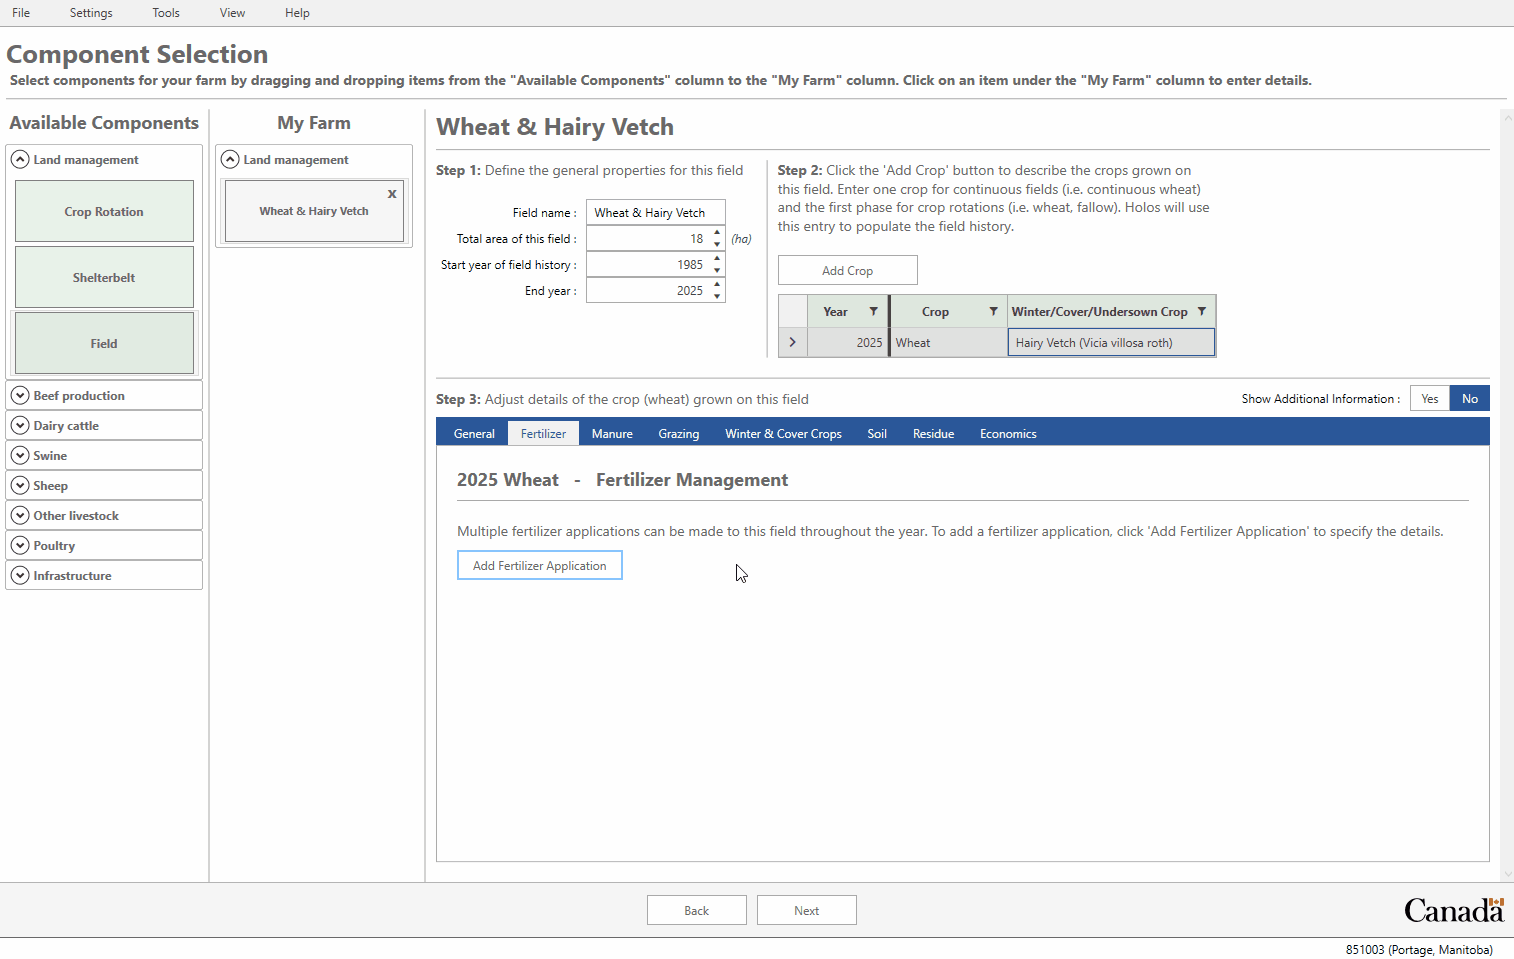 File Settings Tools View Help
Component Selection
Select components for your farm by dragging and dropping items from the "Available Components" column to the "My Farm" column. Click on an item under the "My Farm" column to enter details.
Available Components
Land management
Crop Rotation
Shelterbelt
Field
Beef production
Dairy cattle
Swine
Sheep
Other livestock
Poultry
Infrastructure
My Farm
Land management
x
Wheat & Hairy Vetch
Wheat & Hairy Vetch
Step 1: Define the general properties for this field
Field name : Wheat & Hairy Vetch
Total area of this field : 18 (ha)
Start year of field history : 1985
End year : 2025
Step 2: Click the 'Add Crop' button to describe the crops grown on
this field. Enter one crop for continuous fields (i.e. continuous wheat)
and the first phase for crop rotations (i.e. wheat, fallow). Holos will use
this entry to populate the field history.
Add Crop
Year Crop Winter/Cover/Undersown Crop
2025 Wheat Hairy Vetch (Vicia villosa roth)
Step 3: Adjust details of the crop (wheat) grown on this field
Show Additional Information : Yes No
General Fertilizer Manure Grazing Winter & Cover Crops Soil Residue Economics
2025 Wheat - Fertilizer Management
Multiple fertilizer applications can be made to this field throughout the year. To add a fertilizer application, click 'Add Fertilizer Application' to specify the details.
Add Fertilizer Application
Back Next
Canada
851003 (Portage, Manitoba)